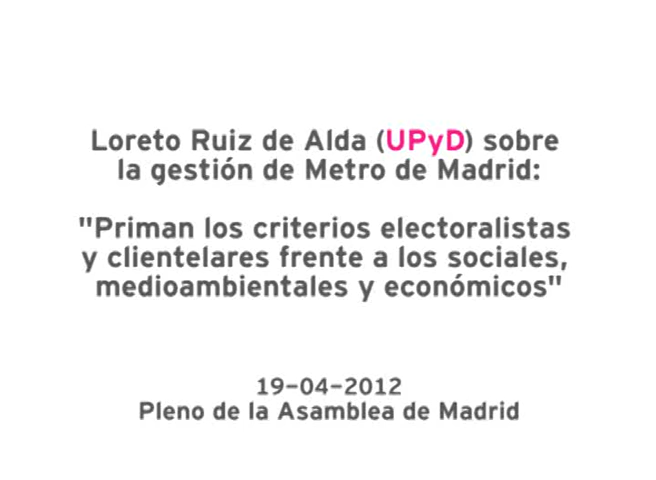 Loreto Ruiz de Alda (UPyD) sobre
la gestión de Metro de Madrid:
"Priman los criterios electoralistas
y clientelares frente a los sociales,
medioambientales y económicos"
19-04-2012
Pleno de la Asamblea de Madrid